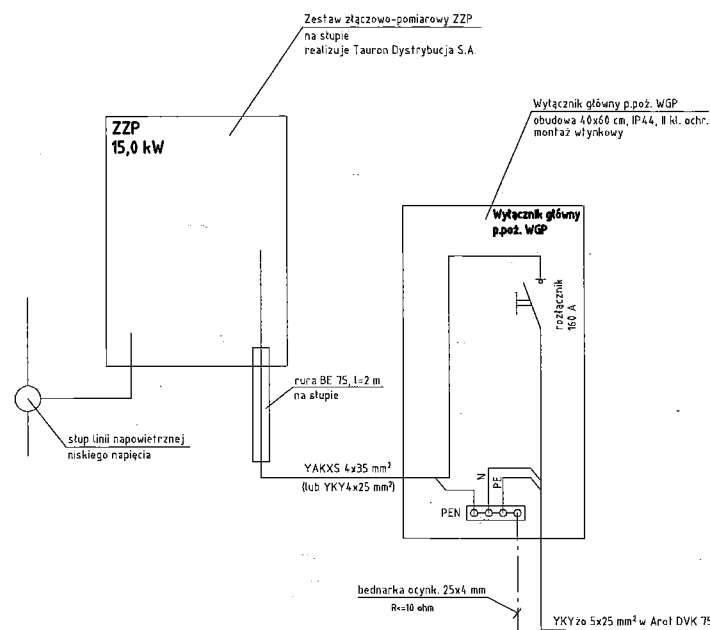 Zestaw złączowo-pomiarowy ZZP
na słupie
realizuje Tauron Dystrybucja S.A.
ZZP
15,0 kW
Wyłącznik główny p.poż. WGP
obudowa 40x60 cm, IP44, II kl. ochr.
montaż wtynkowy
Wyłącznik główny
p.poż. WGP
rozłącznik
160 A
rura BE 75, l=2 m
na słupie
słup linii napowietrznej
niskiego napięcia
YAKXS 4x35 mm²
(lub YKY4x25 mm²)
N
PE
PEN
bednarka ocynk. 25x4 mm
R<=10 ohm
YKYżo 5x25 mm² w Arot DVK 75